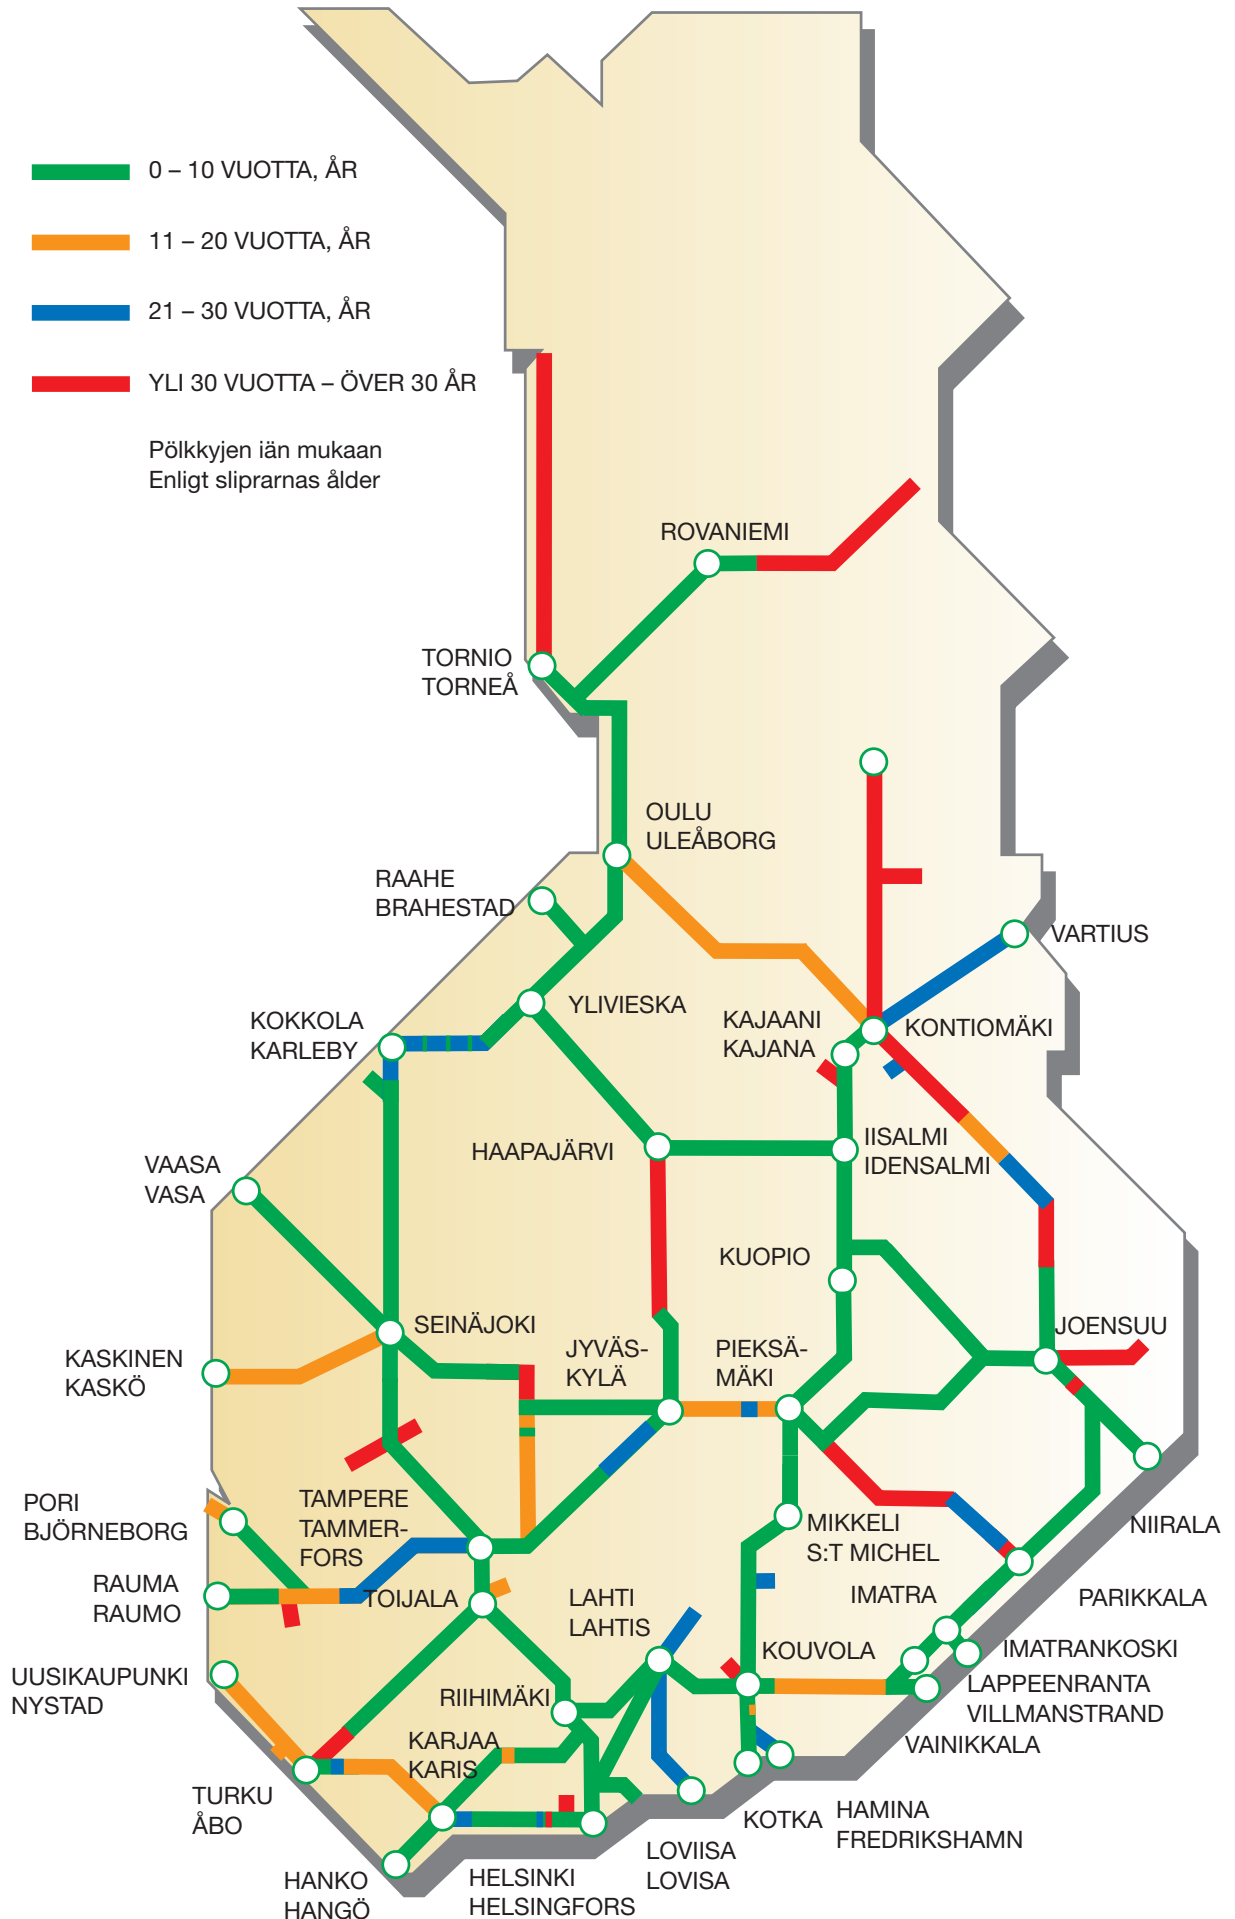 0 – 10 VUOTTA, ÅR
11 – 20 VUOTTA, ÅR
21 – 30 VUOTTA, ÅR
YLI 30 VUOTTA – ÖVER 30 ÅR
Pölkkyjen iän mukaan
Enligt sliprarnas ålder
ROVANIEMI
TORNIO
TORNEÅ
OULU
ULEÅBORG
RAAHE
BRAHESTAD
VARTIUS
YLIVIESKA
KOKKOLA
KARLEBY
KAJAANI
KAJANA
KONTIOMÄKI
HAAPAJÄRVI
IISALMI
IDENSALMI
VAASA
VASA
KUOPIO
SEINÄJOKI
JOENSUU
JYVÄS-
KYLÄ
PIEKSÄ-
MÄKI
KASKINEN
KASKÖ
PORI
BJÖRNEBORG
TAMPERE
TAMMER-
FORS
MIKKELI
S:T MICHEL
NIIRALA
RAUMA
RAUMO
TOIJALA
LAHTI
LAHTIS
IMATRA
PARIKKALA
KOUVOLA
IMATRANKOSKI
UUSIKAUPUNKI
NYSTAD
RIIHIMÄKI
LAPPEENRANTA
VILLMANSTRAND
KARJAA
KARIS
VAINIKKALA
TURKU
ÅBO
KOTKA
HAMINA
FREDRIKSHAMN
LOVIISA
LOVISA
HANKO
HANGÖ
HELSINKI
HELSINGFORS